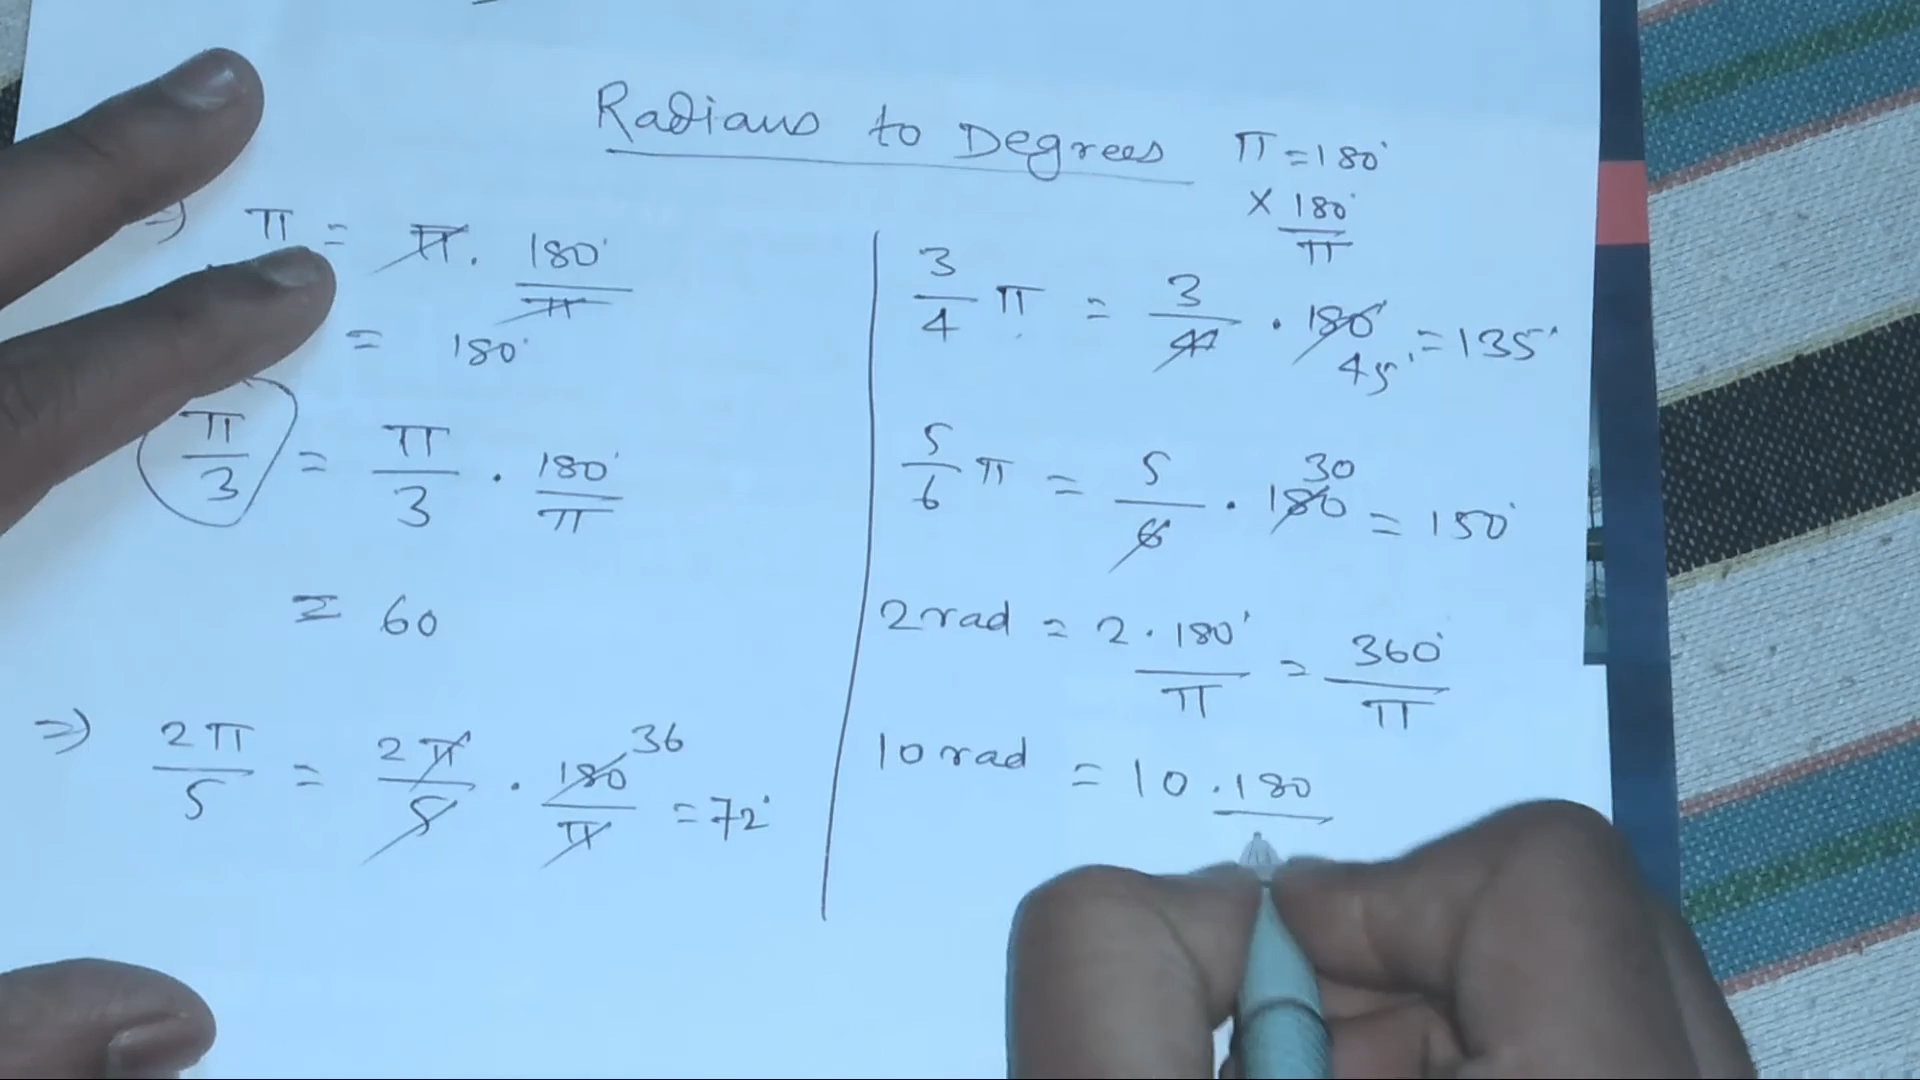 Radians to Degrees
π = 180°
× 180° / π
=) π = π . 180° / π
= 180°
π / 3 = π / 3 . 180° / π
= 60
=) 2π / 5 = 2π / 5 . 180 / π 36 = 72°
3 / 4 π = 3 / 4 . 180° 45° = 135°
5 / 6 π = 5 / 6 . 180 30 = 150°
2 rad = 2 . 180° / π = 360° / π
10 rad = 10 . 180